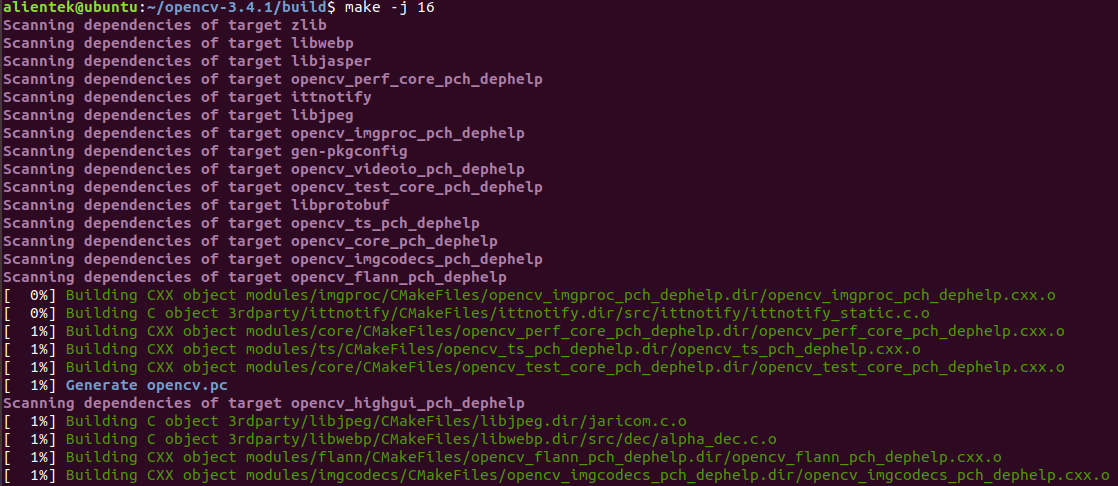 alientek@ubuntu:~/opencv-3.4.1/build$ make -j 16
Scanning dependencies of target zlib
Scanning dependencies of target libwebp
Scanning dependencies of target libjasper
Scanning dependencies of target opencv_perf_core_pch_dephelp
Scanning dependencies of target ittnotify
Scanning dependencies of target libjpeg
Scanning dependencies of target opencv_imgproc_pch_dephelp
Scanning dependencies of target gen-pkgconfig
Scanning dependencies of target opencv_videoio_pch_dephelp
Scanning dependencies of target opencv_test_core_pch_dephelp
Scanning dependencies of target libprotobuf
Scanning dependencies of target opencv_ts_pch_dephelp
Scanning dependencies of target opencv_core_pch_dephelp
Scanning dependencies of target opencv_imgcodecs_pch_dephelp
Scanning dependencies of target opencv_flann_pch_dephelp
[  0%] Building CXX object modules/imgproc/CMakeFiles/opencv_imgproc_pch_dephelp.dir/opencv_imgproc_pch_dephelp.cxx.o
[  0%] Building C object 3rdparty/ittnotify/CMakeFiles/ittnotify.dir/src/ittnotify/ittnotify_static.c.o
[  1%] Building CXX object modules/core/CMakeFiles/opencv_perf_core_pch_dephelp.dir/opencv_perf_core_pch_dephelp.cxx.o
[  1%] Building CXX object modules/ts/CMakeFiles/opencv_ts_pch_dephelp.dir/opencv_ts_pch_dephelp.cxx.o
[  1%] Building CXX object modules/core/CMakeFiles/opencv_test_core_pch_dephelp.dir/opencv_test_core_pch_dephelp.cxx.o
[  1%] Generate opencv.pc
Scanning dependencies of target opencv_highgui_pch_dephelp
[  1%] Building C object 3rdparty/libjpeg/CMakeFiles/libjpeg.dir/jaricom.c.o
[  1%] Building C object 3rdparty/libwebp/CMakeFiles/libwebp.dir/src/dec/alpha_dec.c.o
[  1%] Building CXX object modules/flann/CMakeFiles/opencv_flann_pch_dephelp.dir/opencv_flann_pch_dephelp.cxx.o
[  1%] Building CXX object modules/imgcodecs/CMakeFiles/opencv_imgcodecs_pch_dephelp.dir/opencv_imgcodecs_pch_dephelp.cxx.o